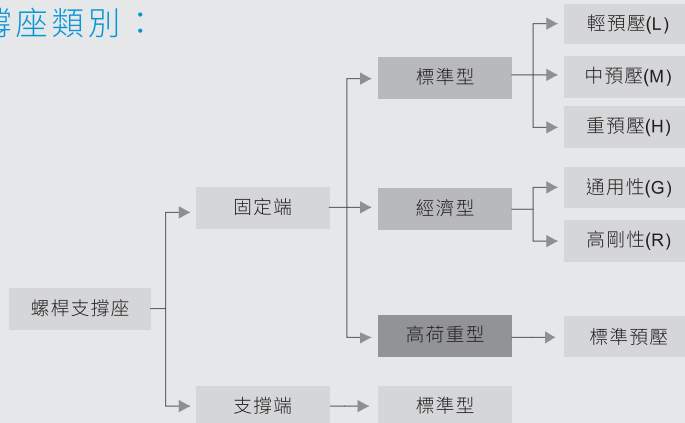 撐座類別：
輕預壓(L)
標準型
中預壓(M)
重預壓(H)
通用性(G)
固定端
經濟型
高剛性(R)
螺桿支撐座
高荷重型
標準預壓
支撐端
標準型